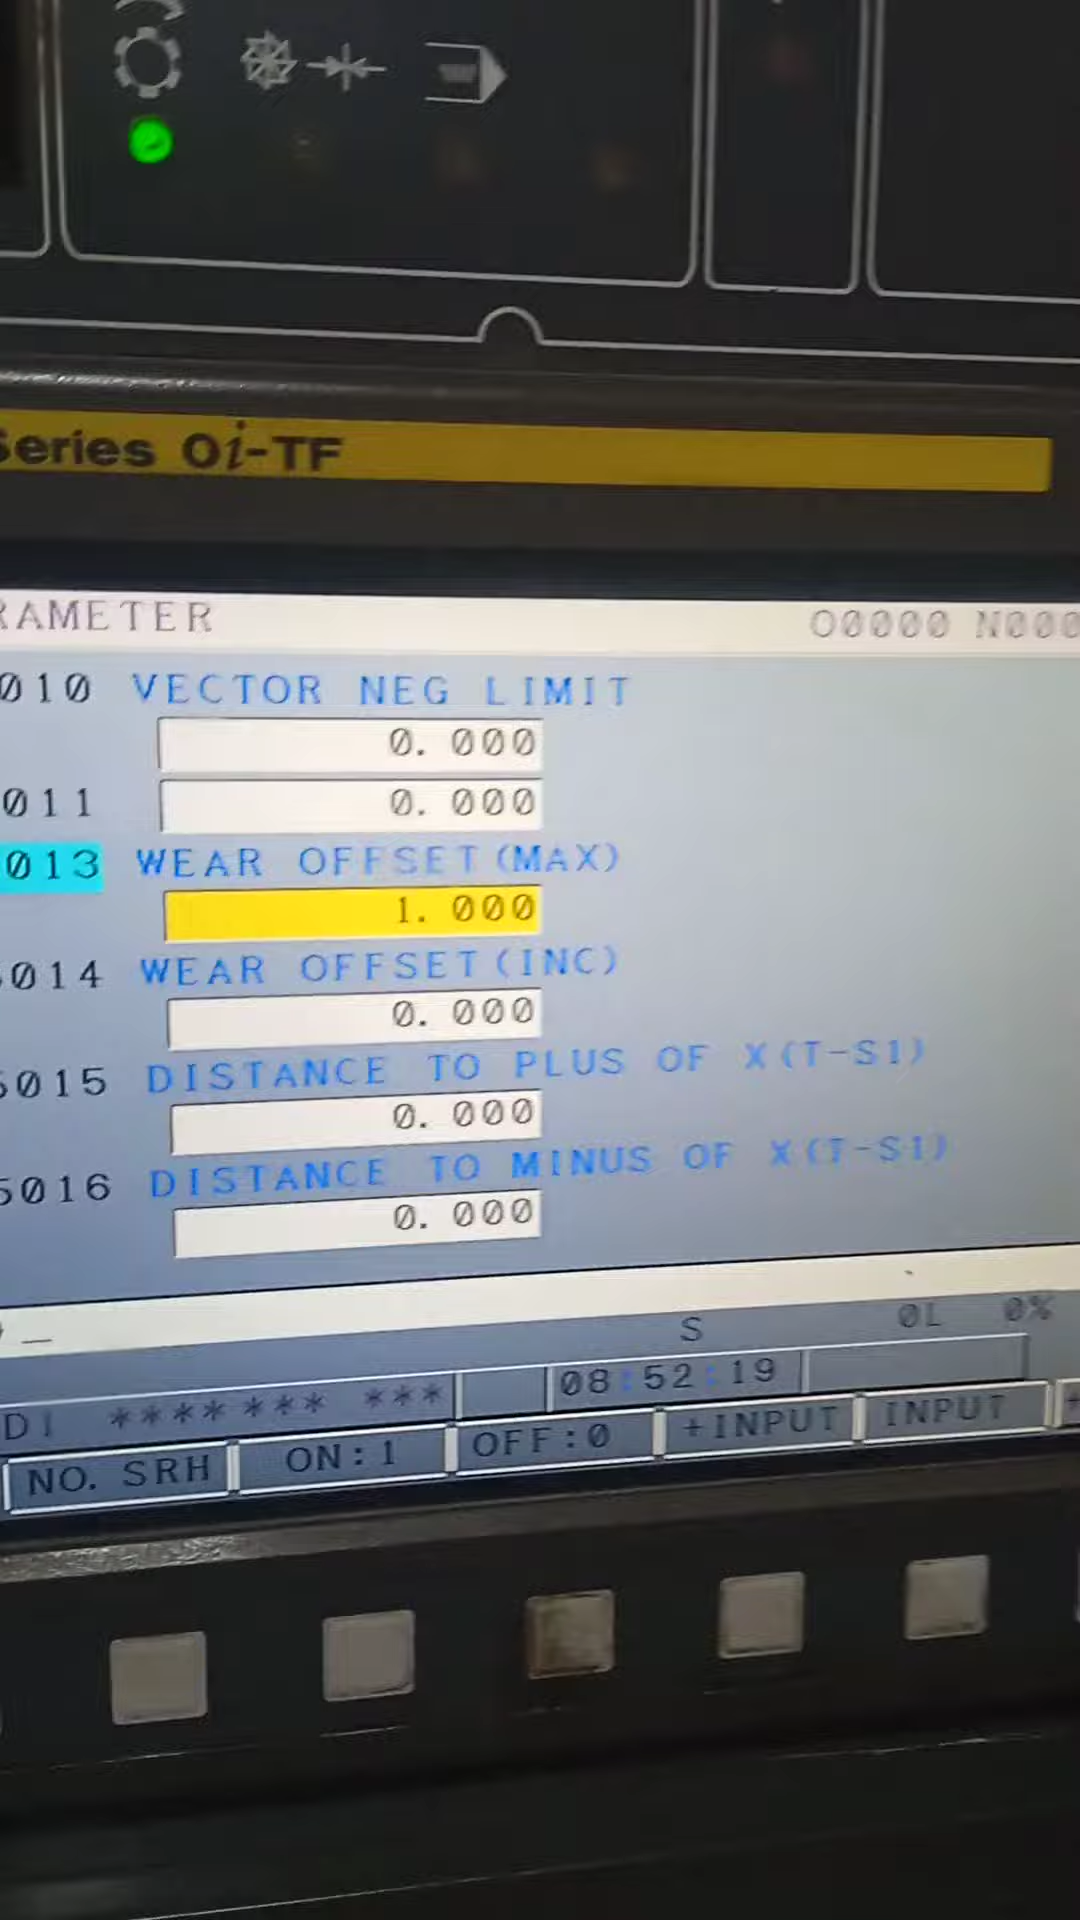 Series 0i-TF
RAMETER O0000 N000
010 VECTOR NEG LIMIT
0.000
011 0.000
013 WEAR OFFSET(MAX)
1.000
5014 WEAR OFFSET(INC)
0.000
5015 DISTANCE TO PLUS OF X(T-S1)
0.000
5016 DISTANCE TO MINUS OF X(T-S1)
0.000
_
S 0L 0%
DI **** *** *** 08:52:19
NO. SRH ON:1 OFF:0 +INPUT INPUT +